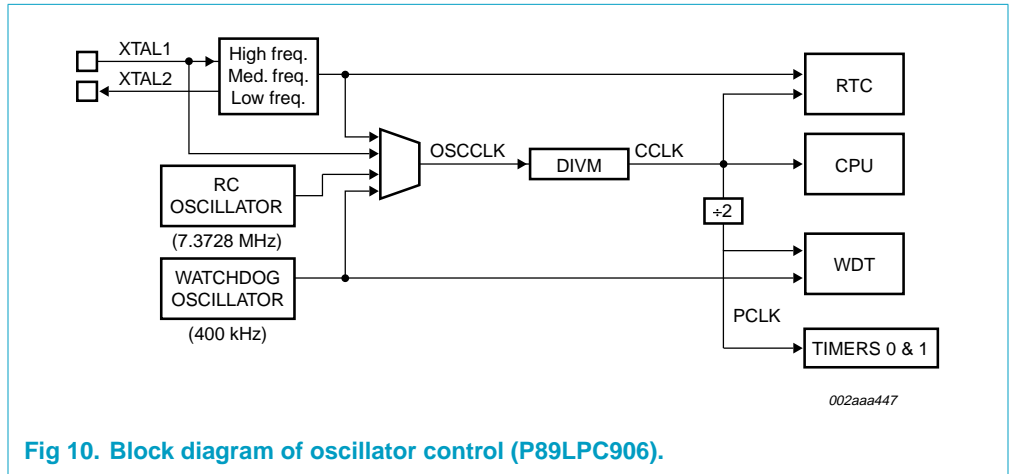 XTAL1
XTAL2
High freq.
Med. freq.
Low freq.
RTC
OSCCLK
DIVM
CCLK
CPU
RC
OSCILLATOR
(7.3728 MHz)
÷2
WATCHDOG
OSCILLATOR
(400 kHz)
WDT
PCLK
TIMERS 0 & 1
002aaa447
Fig 10. Block diagram of oscillator control (P89LPC906).